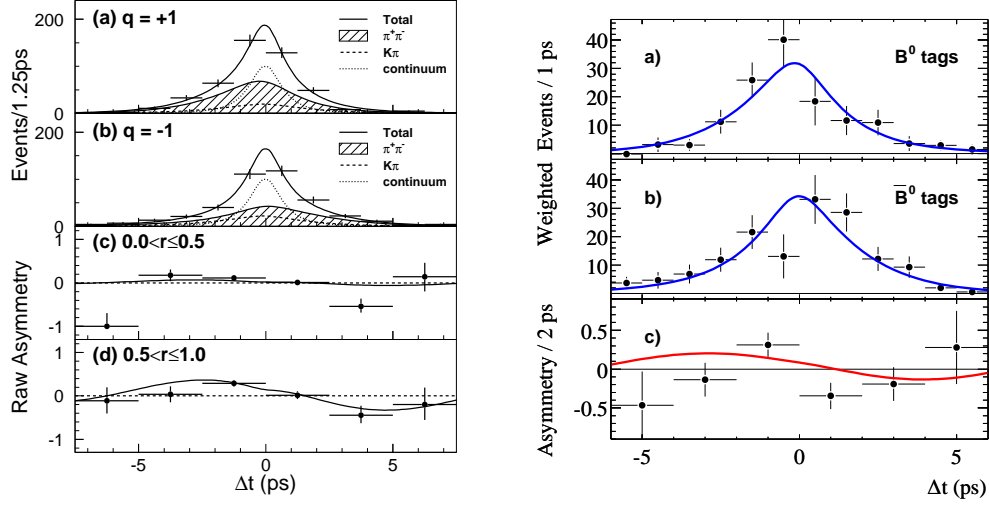 (a) q = +1
Total
π⁺π⁻
Kπ
continuum
200
0
(b) q = -1
Total
π⁺π⁻
Kπ
continuum
200
0
Events/1.25ps
(c) 0.0<r≤0.5
1
0
-1
(d) 0.5<r≤1.0
1
0
-1
Raw Asymmetry
-5 0 5
Δt (ps)
a) B⁰ tags
40
30
20
10
b) B̅⁰ tags
40
30
20
10
Weighted Events / 1 ps
c)
0.5
0
-0.5
Asymmetry / 2 ps
-5 0 5
Δt (ps)